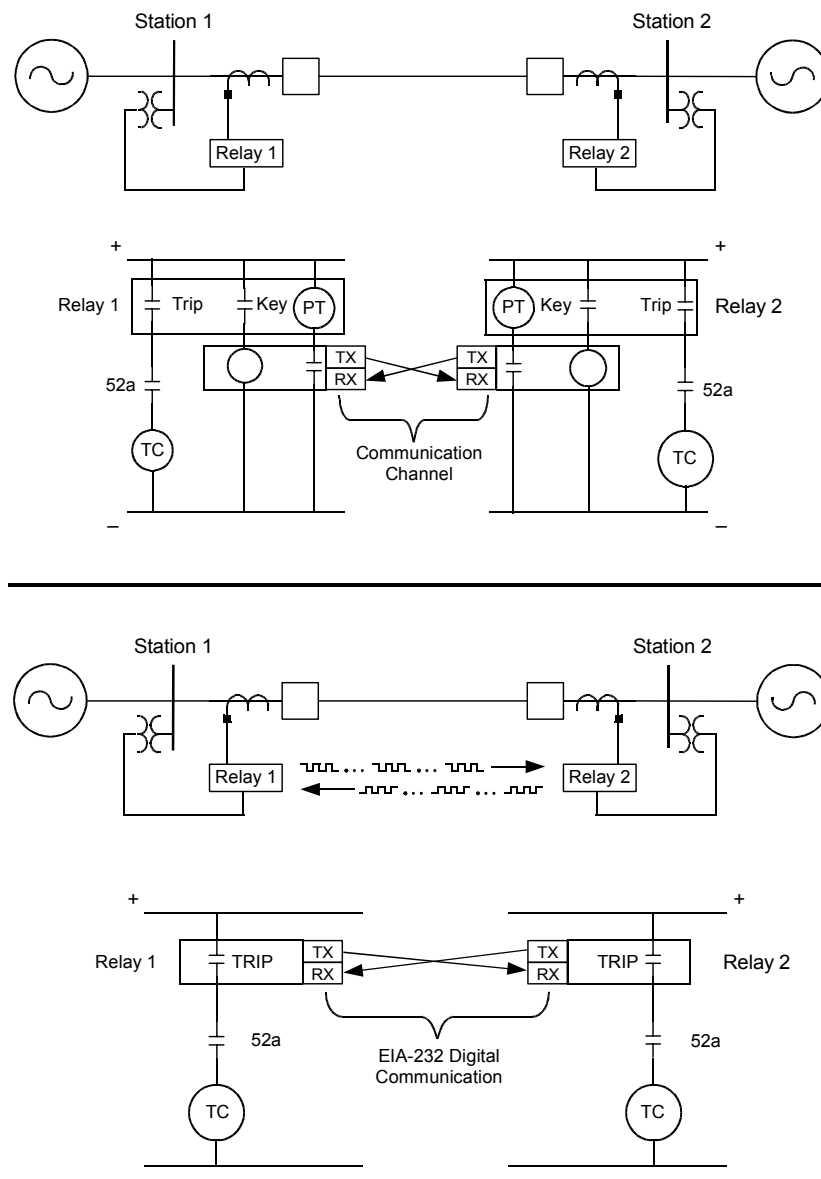 Station 1
Station 2
Relay 1
Relay 2
+
+
Relay 1
Trip
Key
PT
PT
Key
Trip
Relay 2
TX
RX
TX
RX
52a
52a
TC
TC
Communication
Channel
–
–
Station 1
Station 2
Relay 1
Relay 2
+
+
Relay 1
TRIP
TX
RX
TX
RX
TRIP
Relay 2
52a
52a
EIA-232 Digital
Communication
TC
TC